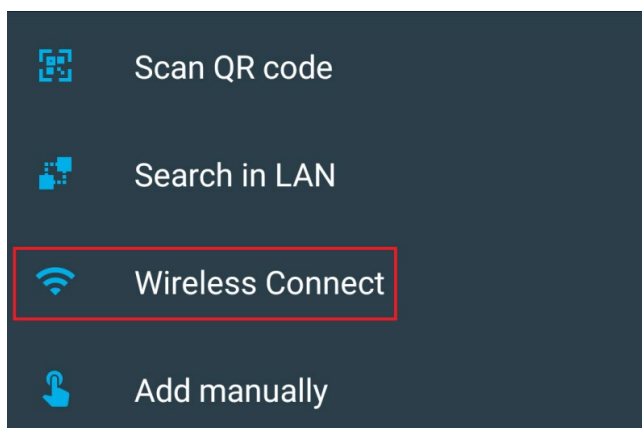 Scan QR code
Search in LAN
Wireless Connect
Add manually